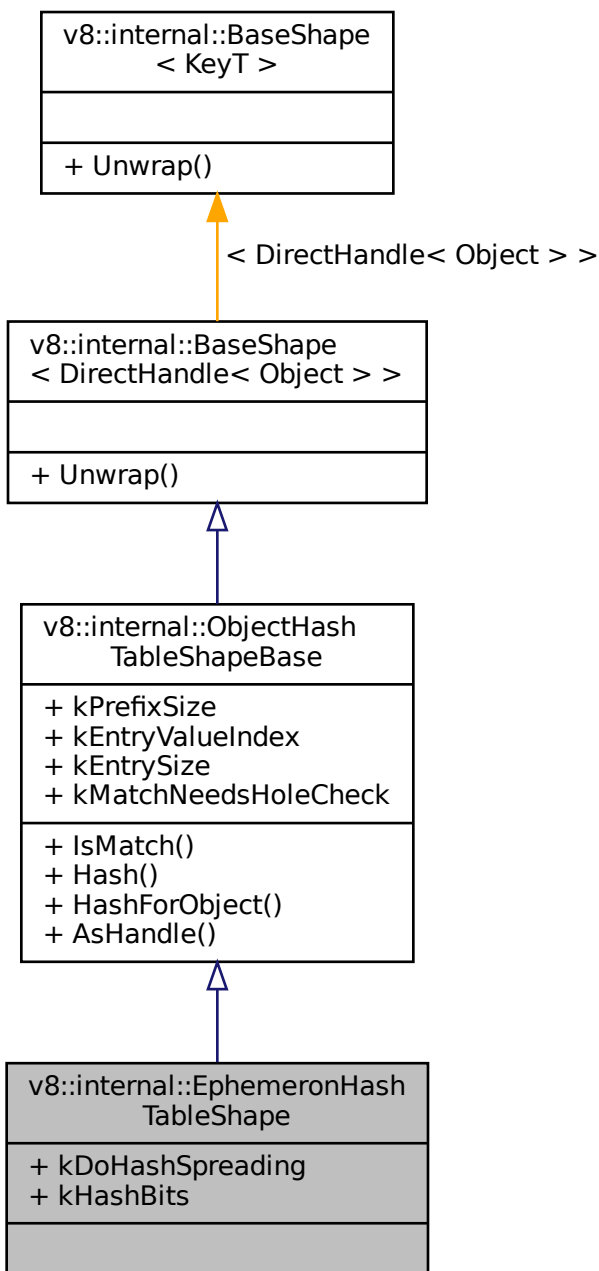 v8::internal::BaseShape
< KeyT >
+ Unwrap()
< DirectHandle< Object > >
v8::internal::BaseShape
< DirectHandle< Object > >
+ Unwrap()
v8::internal::ObjectHash
TableShapeBase
+ kPrefixSize
+ kEntryValueIndex
+ kEntrySize
+ kMatchNeedsHoleCheck
+ IsMatch()
+ Hash()
+ HashForObject()
+ AsHandle()
v8::internal::EphemeronHash
TableShape
+ kDoHashSpreading
+ kHashBits